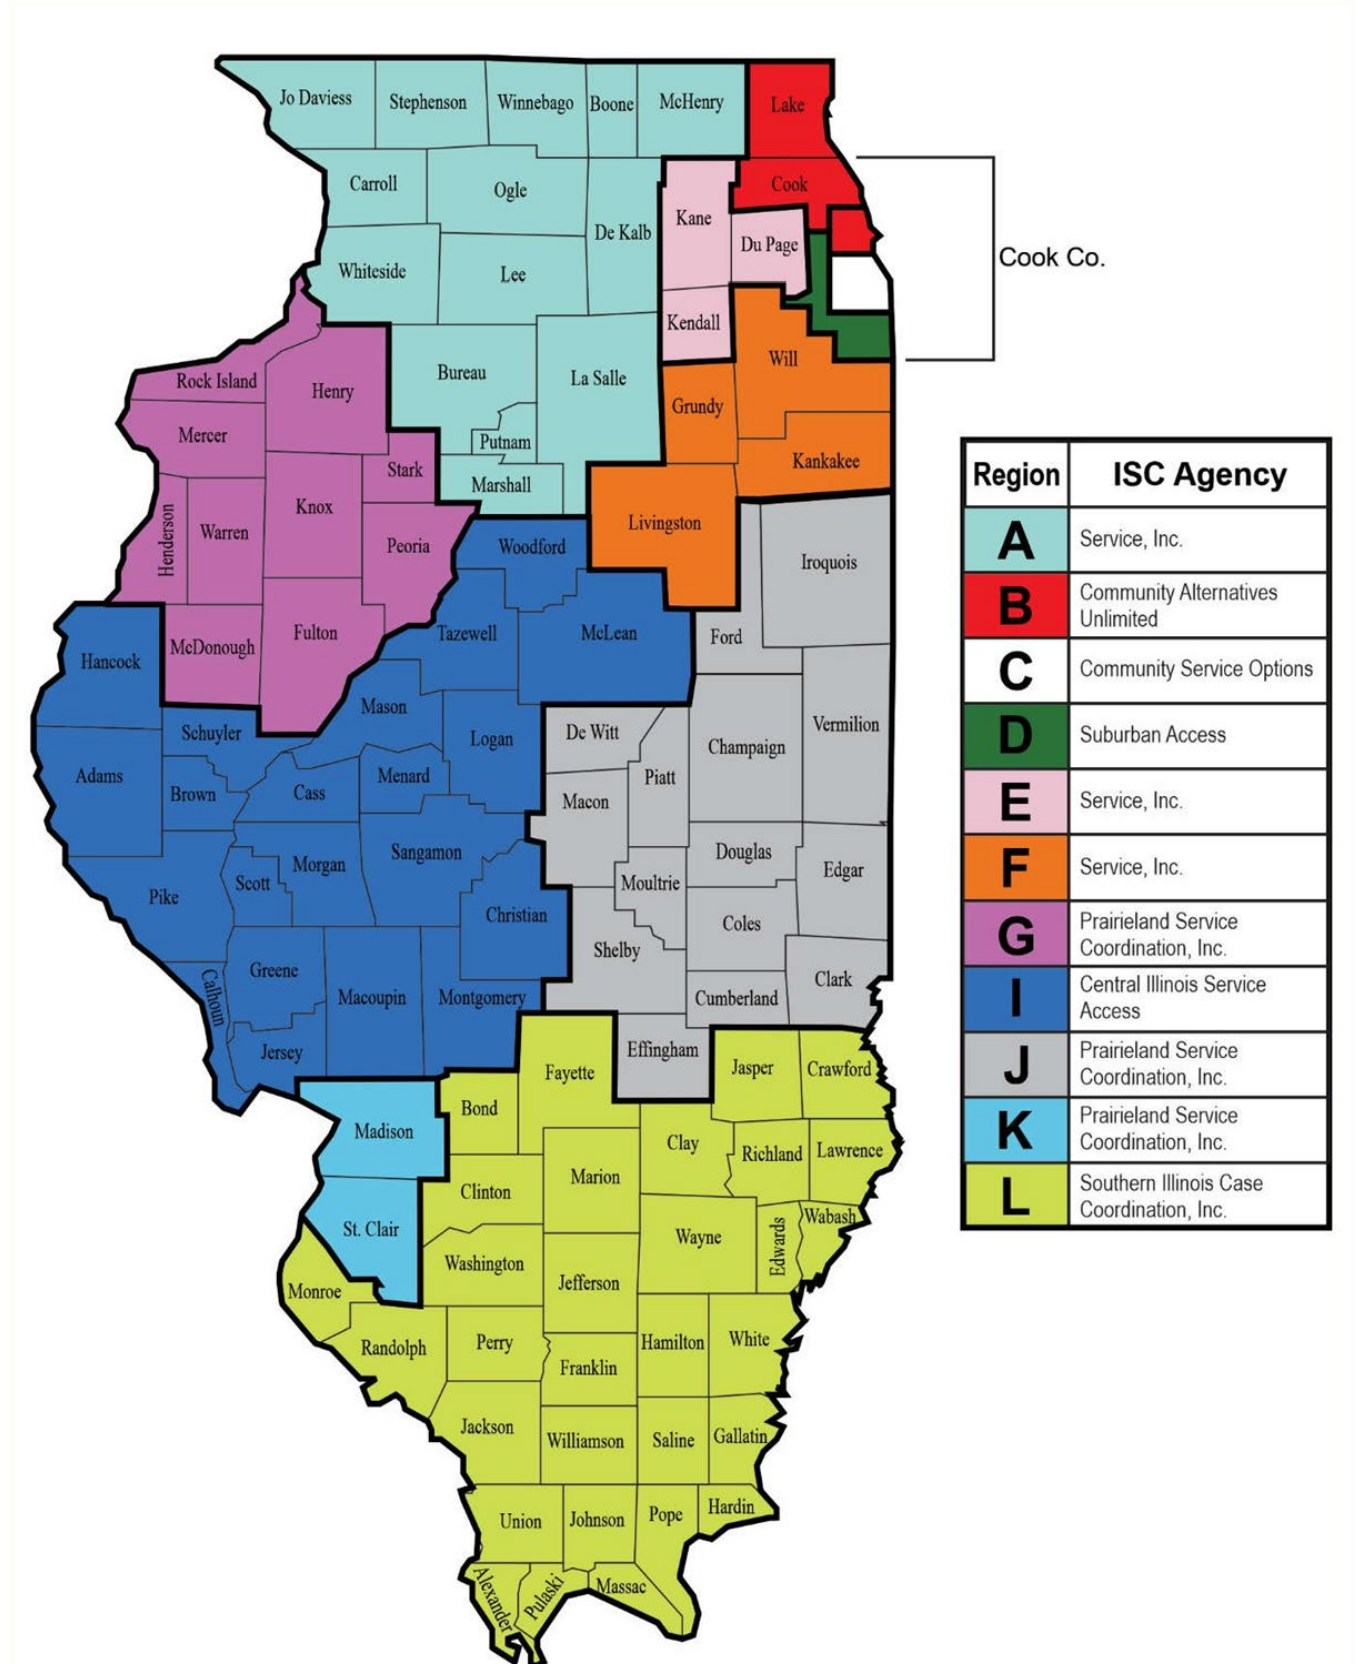 Jo Daviess
Stephenson
Winnebago
Boone
McHenry
Lake
Carroll
Ogle
De Kalb
Kane
Cook
Du Page
Cook Co.
Whiteside
Lee
Kendall
Will
Rock Island
Henry
Bureau
La Salle
Grundy
Mercer
Putnam
Kankakee
Stark
Marshall
Henderson
Warren
Knox
Peoria
Woodford
Livingston
Iroquois
Hancock
McDonough
Fulton
Tazewell
McLean
Ford
Schuyler
Mason
Logan
De Witt
Piatt
Champaign
Vermilion
Adams
Brown
Cass
Menard
Macon
Pike
Scott
Morgan
Sangamon
Christian
Moultrie
Douglas
Edgar
Shelby
Coles
Calhoun
Greene
Macoupin
Montgomery
Cumberland
Clark
Jersey
Effingham
Fayette
Jasper
Crawford
Madison
Bond
Clay
Richland
Lawrence
Clinton
Marion
St. Clair
Wayne
Edwards
Wabash
Monroe
Washington
Jefferson
Randolph
Perry
Franklin
Hamilton
White
Jackson
Williamson
Saline
Gallatin
Union
Johnson
Pope
Hardin
Alexander
Pulaski
Massac
Region ISC Agency
A Service, Inc.
B Community Alternatives
Unlimited
C Community Service Options
D Suburban Access
E Service, Inc.
F Service, Inc.
G Prairieland Service
Coordination, Inc.
I Central Illinois Service
Access
J Prairieland Service
Coordination, Inc.
K Prairieland Service
Coordination, Inc.
L Southern Illinois Case
Coordination, Inc.